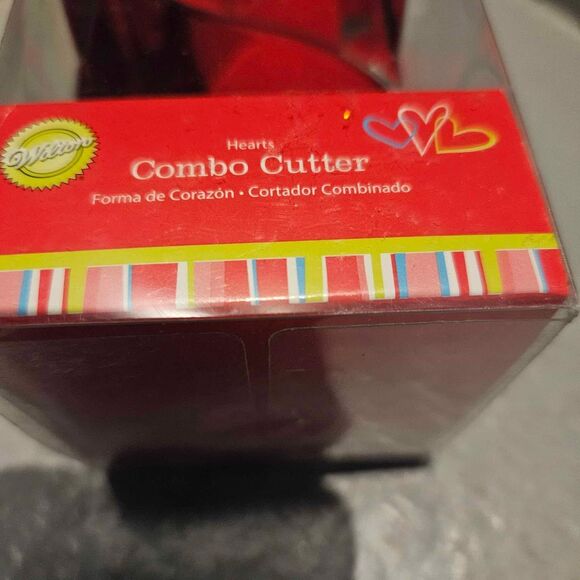 Wilton
Hearts
Combo Cutter
Forma de Corazón • Cortador Combinado